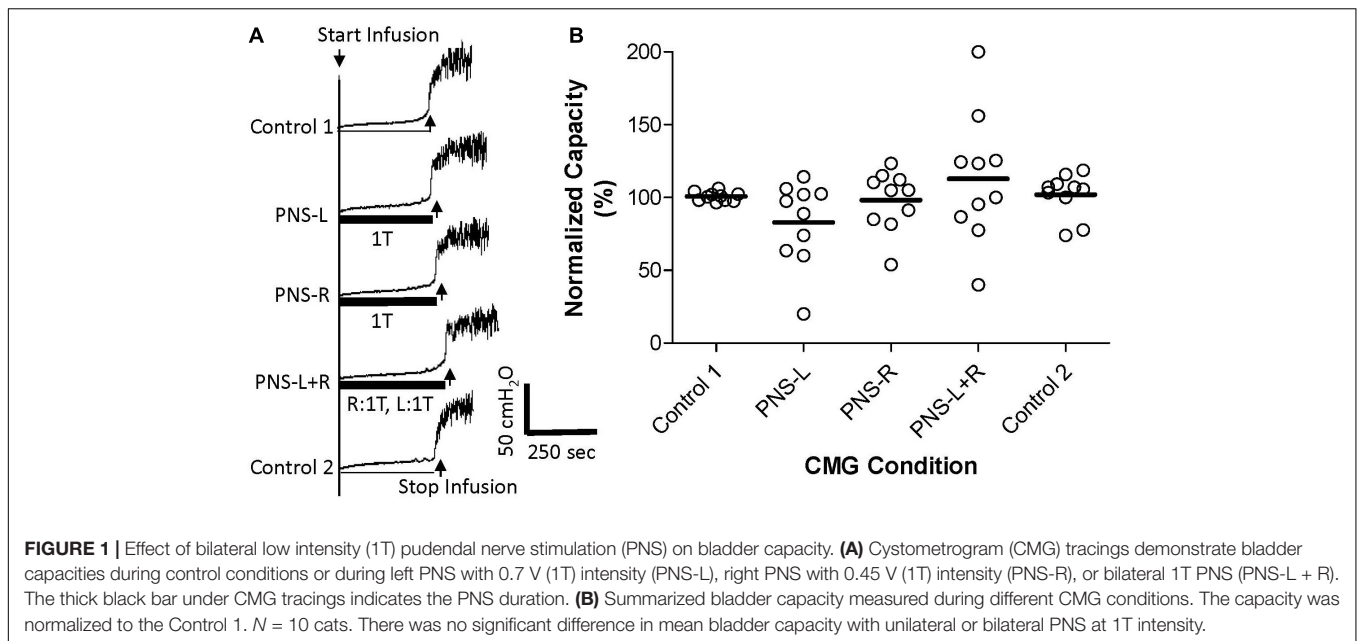 A
Start Infusion
Control 1
PNS-L
1T
PNS-R
1T
PNS-L+R
R:1T, L:1T
Control 2
Stop Infusion
50 cmH₂O
250 sec
B
Normalized Capacity
(%)
200
150
100
50
0
Control 1
PNS-L
PNS-R
PNS-L+R
Control 2
CMG Condition
FIGURE 1 | Effect of bilateral low intensity (1T) pudendal nerve stimulation (PNS) on bladder capacity. (A) Cystometrogram (CMG) tracings demonstrate bladder
capacities during control conditions or during left PNS with 0.7 V (1T) intensity (PNS-L), right PNS with 0.45 V (1T) intensity (PNS-R), or bilateral 1T PNS (PNS-L + R).
The thick black bar under CMG tracings indicates the PNS duration. (B) Summarized bladder capacity measured during different CMG conditions. The capacity was
normalized to the Control 1. N = 10 cats. There was no significant difference in mean bladder capacity with unilateral or bilateral PNS at 1T intensity.